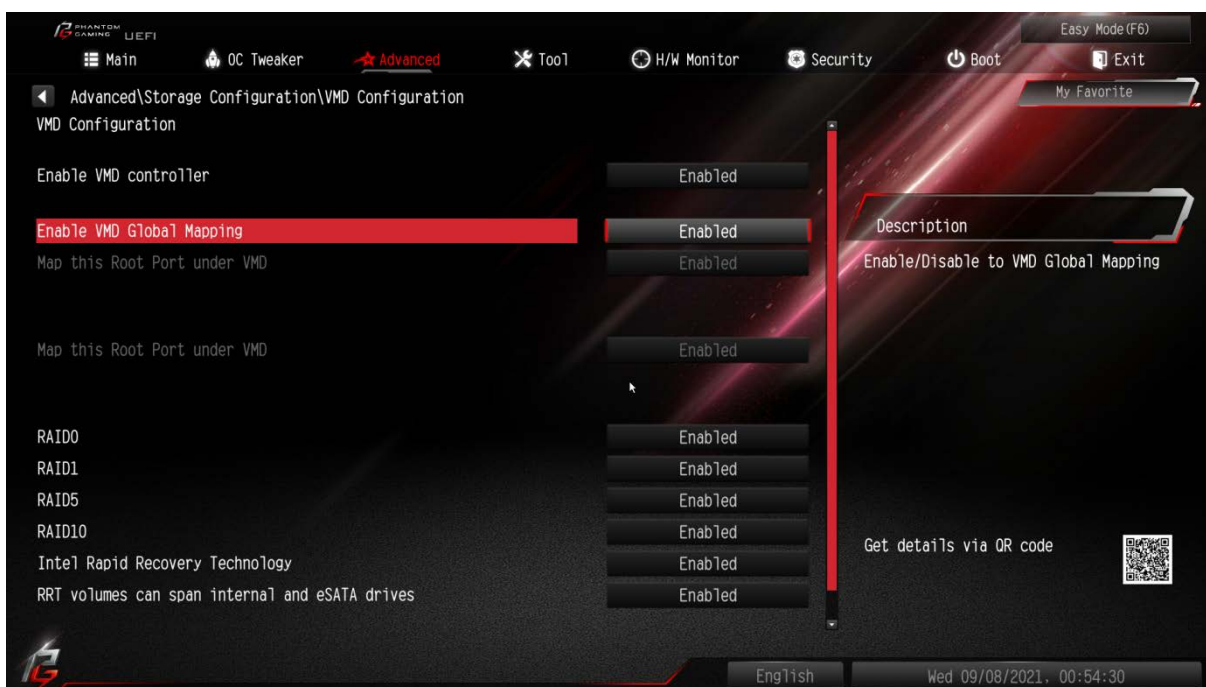 PHANTOM GAMING UEFI
Easy Mode(F6)
Main OC Tweaker Advanced Tool H/W Monitor Security Boot Exit
Advanced\Storage Configuration\VMD Configuration
My Favorite
VMD Configuration
Enable VMD controller Enabled
Enable VMD Global Mapping Enabled
Description
Map this Root Port under VMD Enabled
Enable/Disable to VMD Global Mapping
Map this Root Port under VMD Enabled
RAID0 Enabled
RAID1 Enabled
RAID5 Enabled
RAID10 Enabled
Get details via QR code
Intel Rapid Recovery Technology Enabled
RRT volumes can span internal and eSATA drives Enabled
English
Wed 09/08/2021, 00:54:30